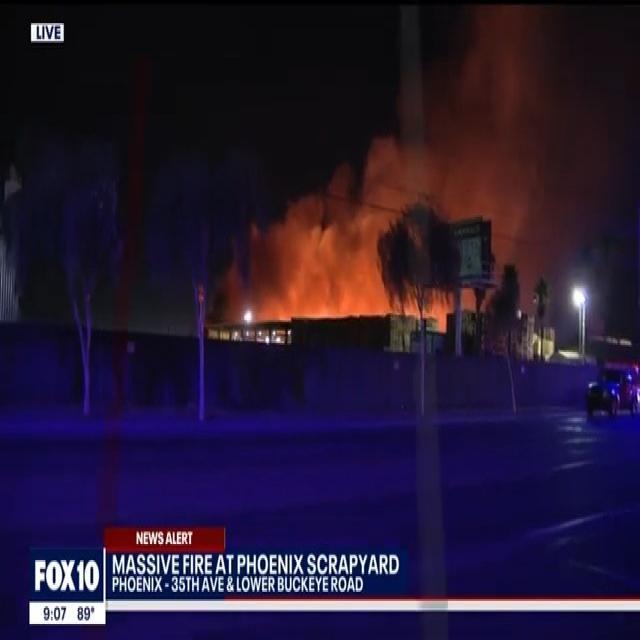 LIVE
NEWS ALERT
MASSIVE FIRE AT PHOENIX SCRAPYARD
PHOENIX - 35TH AVE & LOWER BUCKEYE ROAD
FOX10
9:07 89°